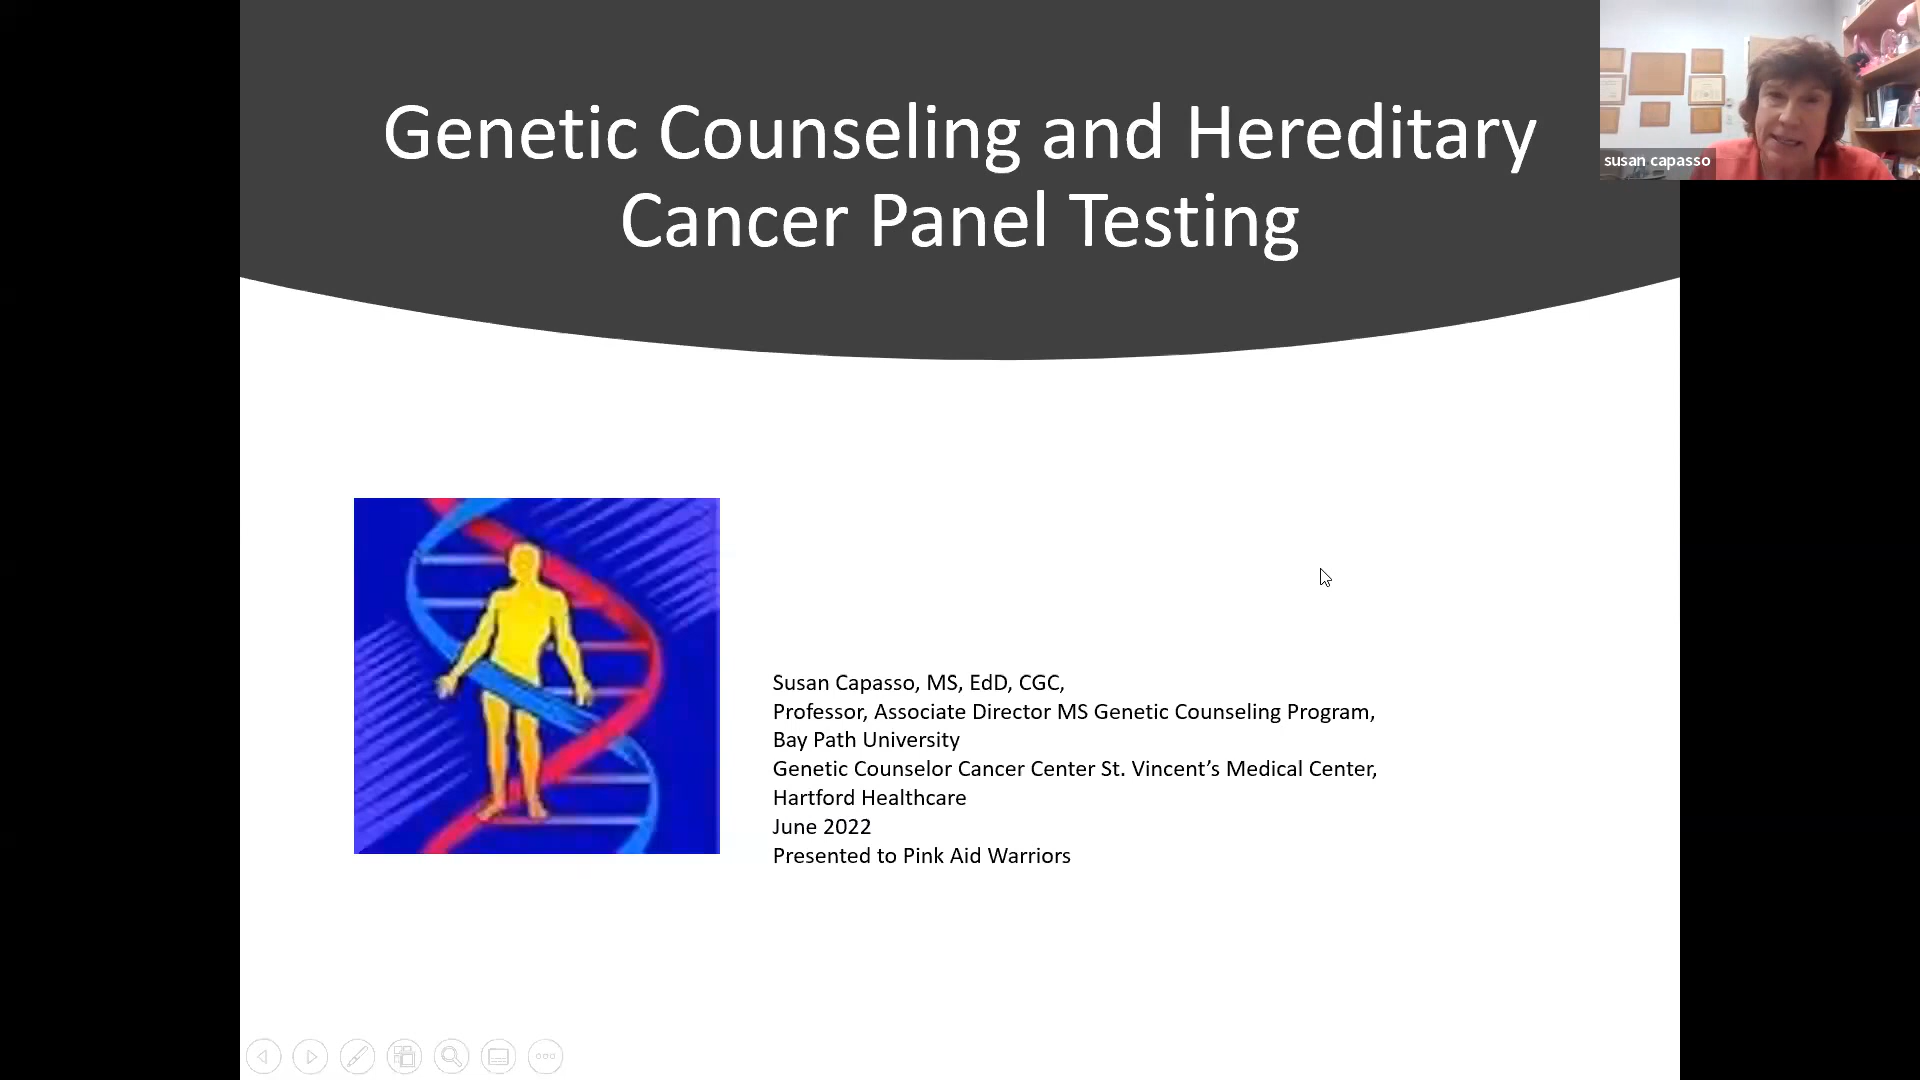 Genetic Counseling and Hereditary
Cancer Panel Testing
susan capasso
Susan Capasso, MS, EdD, CGC,
Professor, Associate Director MS Genetic Counseling Program,
Bay Path University
Genetic Counselor Cancer Center St. Vincent’s Medical Center,
Hartford Healthcare
June 2022
Presented to Pink Aid Warriors